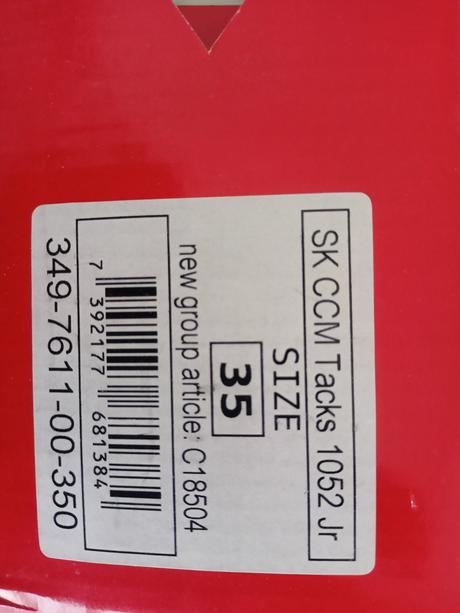 SK CCM Tacks 1052 Jr
SIZE
35
new group article: C18504
7 392177 681384
349-7611-00-350